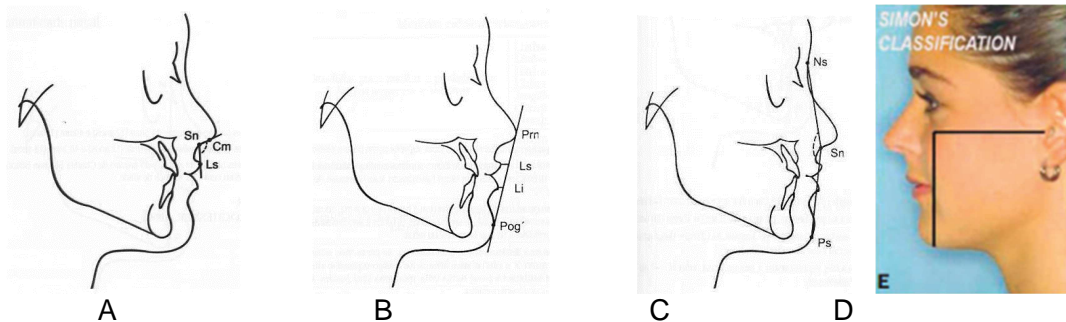 Sn
Cm
Ls
A
Prn
Ls
Li
Pog´
B
Ns
Sn
Ps
C
SIMON'S
CLASSIFICATION
E
D